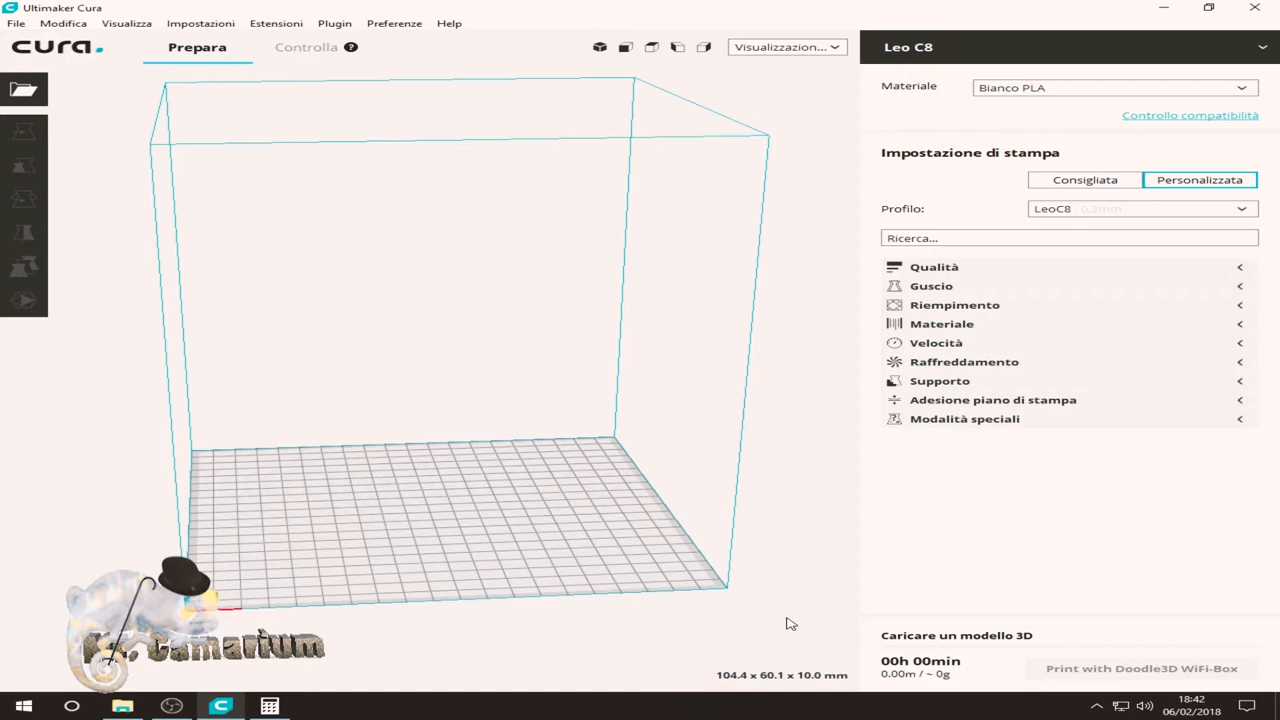 Ultimaker Cura
File Modifica Visualizza Impostazioni Estensioni Plugin Preferenze Help
cura. Prepara Controlla ? Visualizzazion... Leo C8
Materiale Bianco PLA
Controllo compatibilità
Impostazione di stampa
Consigliata Personalizzata
Profilo: LeoC8 - 0.2mm
Ricerca...
Qualità
Guscio
Riempimento
Materiale
Velocità
Raffreddamento
Supporto
Adesione piano di stampa
Modalità speciali
Camarium
Caricare un modello 3D
00h 00min
0.00m / ~ 0g
Print with Doodle3D WiFi-Box
104.4 x 60.1 x 10.0 mm
18:42
06/02/2018